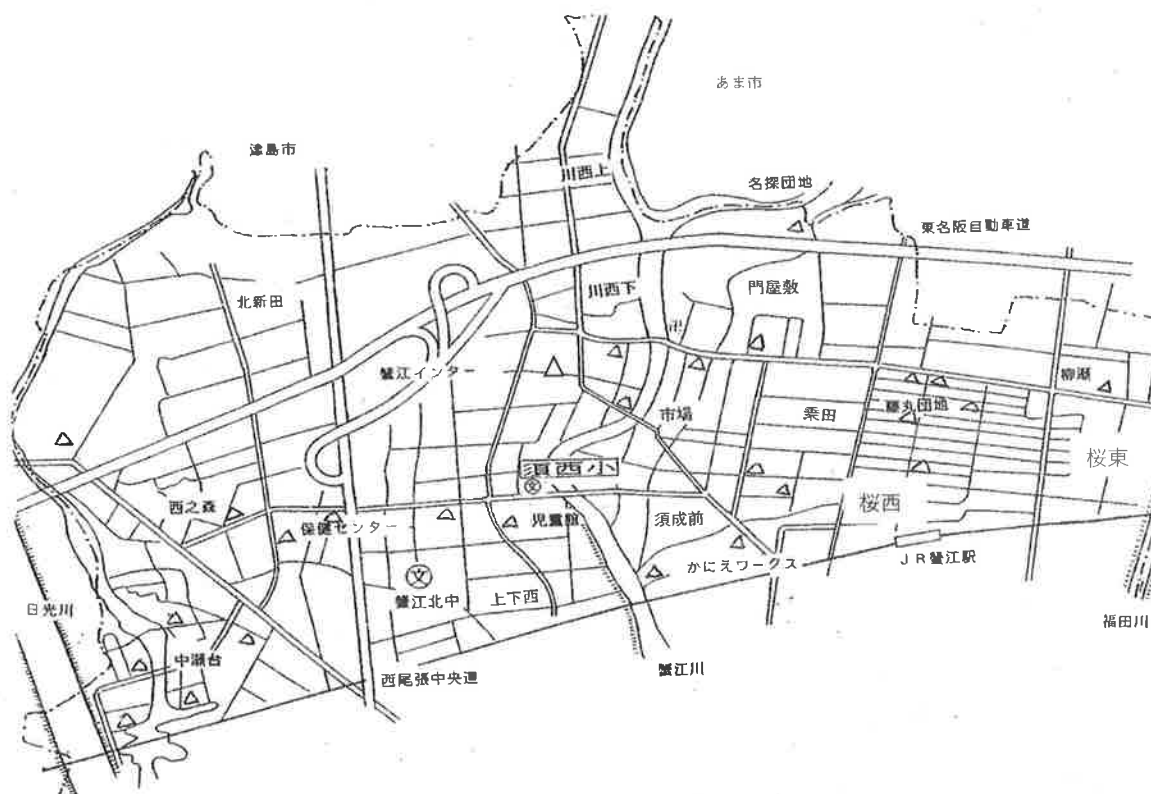 あま市
津島市
川西上
名探団地
東名阪自動車道
北新田
川西下
門屋敷
卍
蟹江インター
柳瀬
市場
栗田
藤丸団地
桜東
須西小
文
西之森
保健センター
児童館
須成前
桜西
かにえワークス
JR蟹江駅
文
蟹江北中
上下西
日光川
福田川
中瀬台
西尾張中央道
蟹江川